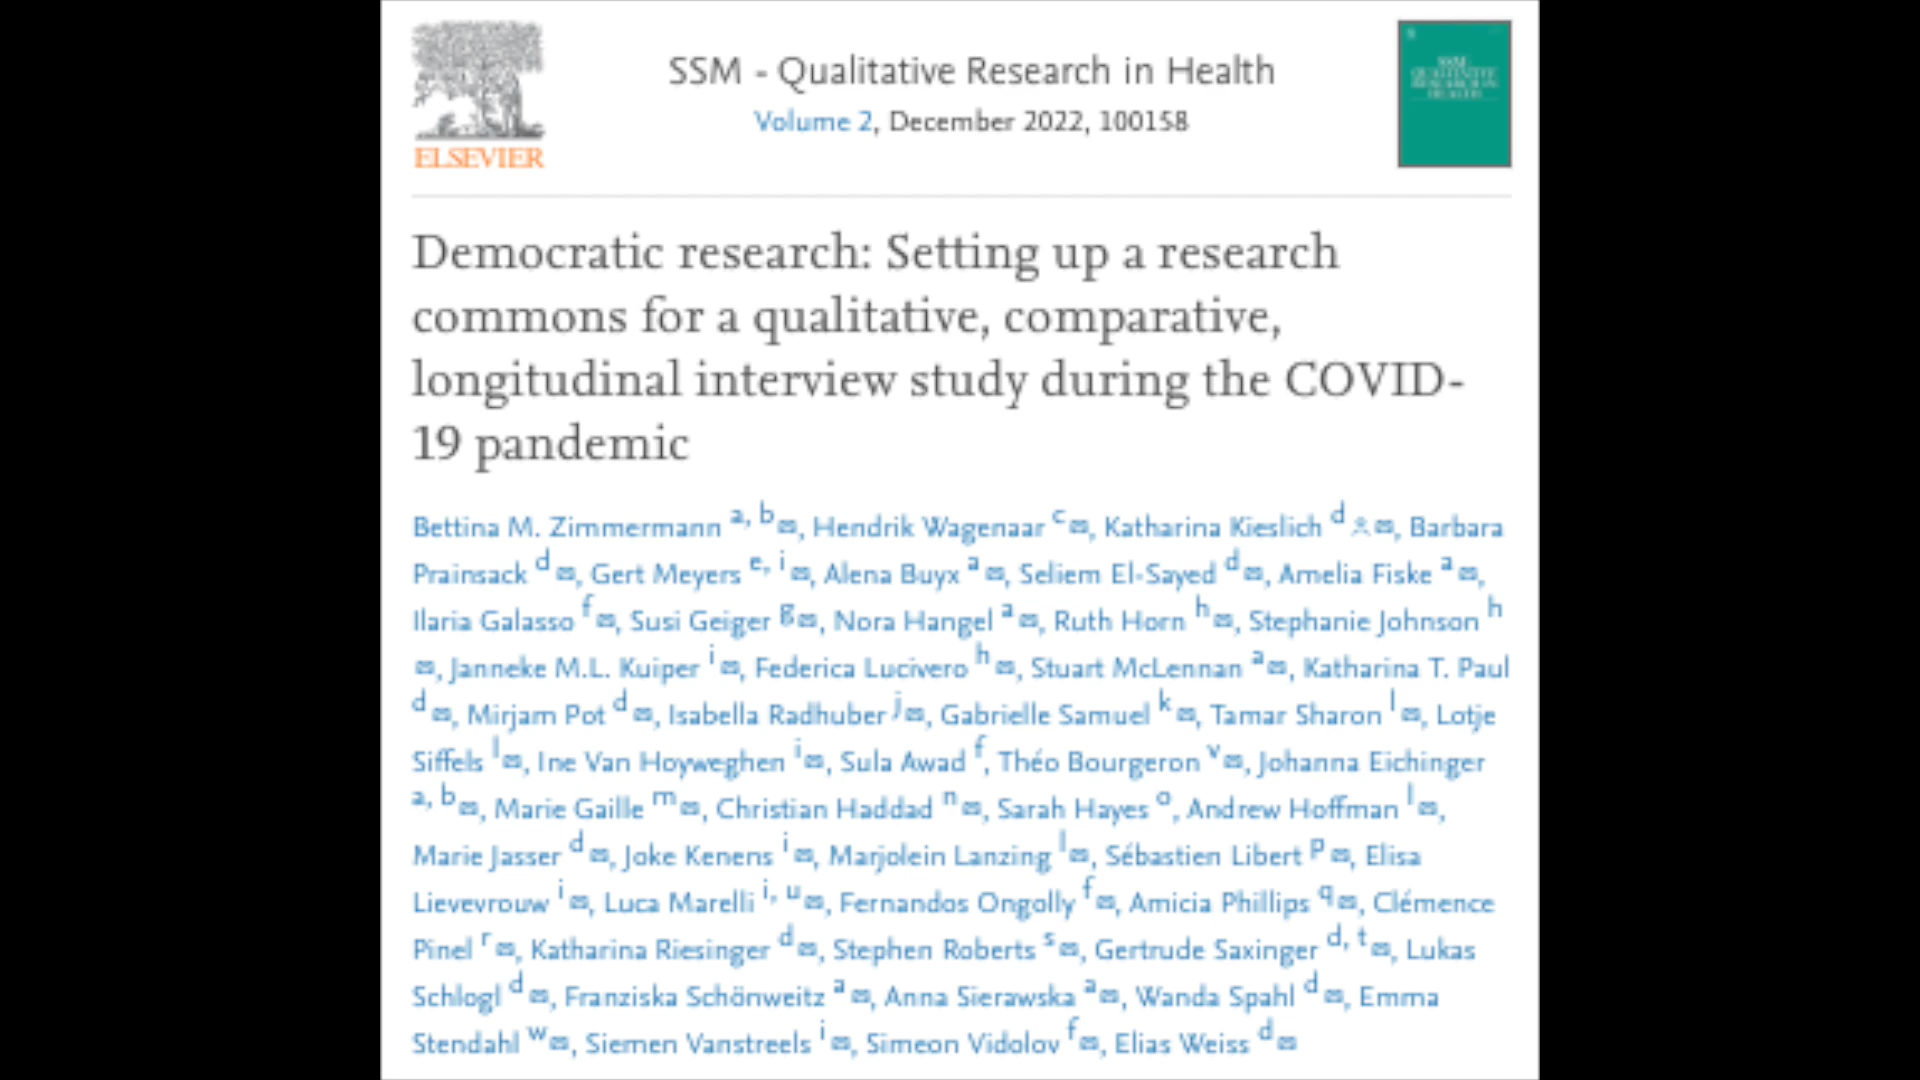 SSM - Qualitative Research in Health
Volume 2, December 2022, 100158
ELSEVIER
SSM
QUALITATIVE
RESEARCH IN
HEALTH
Democratic research: Setting up a research
commons for a qualitative, comparative,
longitudinal interview study during the COVID-
19 pandemic
Bettina M. Zimmermann a, b, Hendrik Wagenaar c, Katharina Kieslich d, Barbara
Prainsack d, Gert Meyers e, i, Alena Buyx a, Seliem El-Sayed d, Amelia Fiske a,
Ilaria Galasso f, Susi Geiger g, Nora Hangel a, Ruth Horn h, Stephanie Johnson h
, Janneke M.L. Kuiper i, Federica Lucivero h, Stuart McLennan a, Katharina T. Paul
d, Mirjam Pot d, Isabella Radhuber j, Gabrielle Samuel k, Tamar Sharon l, Lotje
Siffels l, Ine Van Hoyweghen i, Sula Awad f, Théo Bourgeron v, Johanna Eichinger
a, b, Marie Gaille m, Christian Haddad n, Sarah Hayes o, Andrew Hoffman l,
Marie Jasser d, Joke Kenens i, Marjolein Lanzing l, Sébastien Libert p, Elisa
Lievevrouw i, Luca Marelli i, u, Fernandos Ongolly f, Amicia Phillips q, Clémence
Pinel r, Katharina Riesinger d, Stephen Roberts s, Gertrude Saxinger d, t, Lukas
Schlogl d, Franziska Schönweitz a, Anna Sierawska a, Wanda Spahl d, Emma
Stendahl w, Siemen Vanstreels i, Simeon Vidolov f, Elias Weiss d